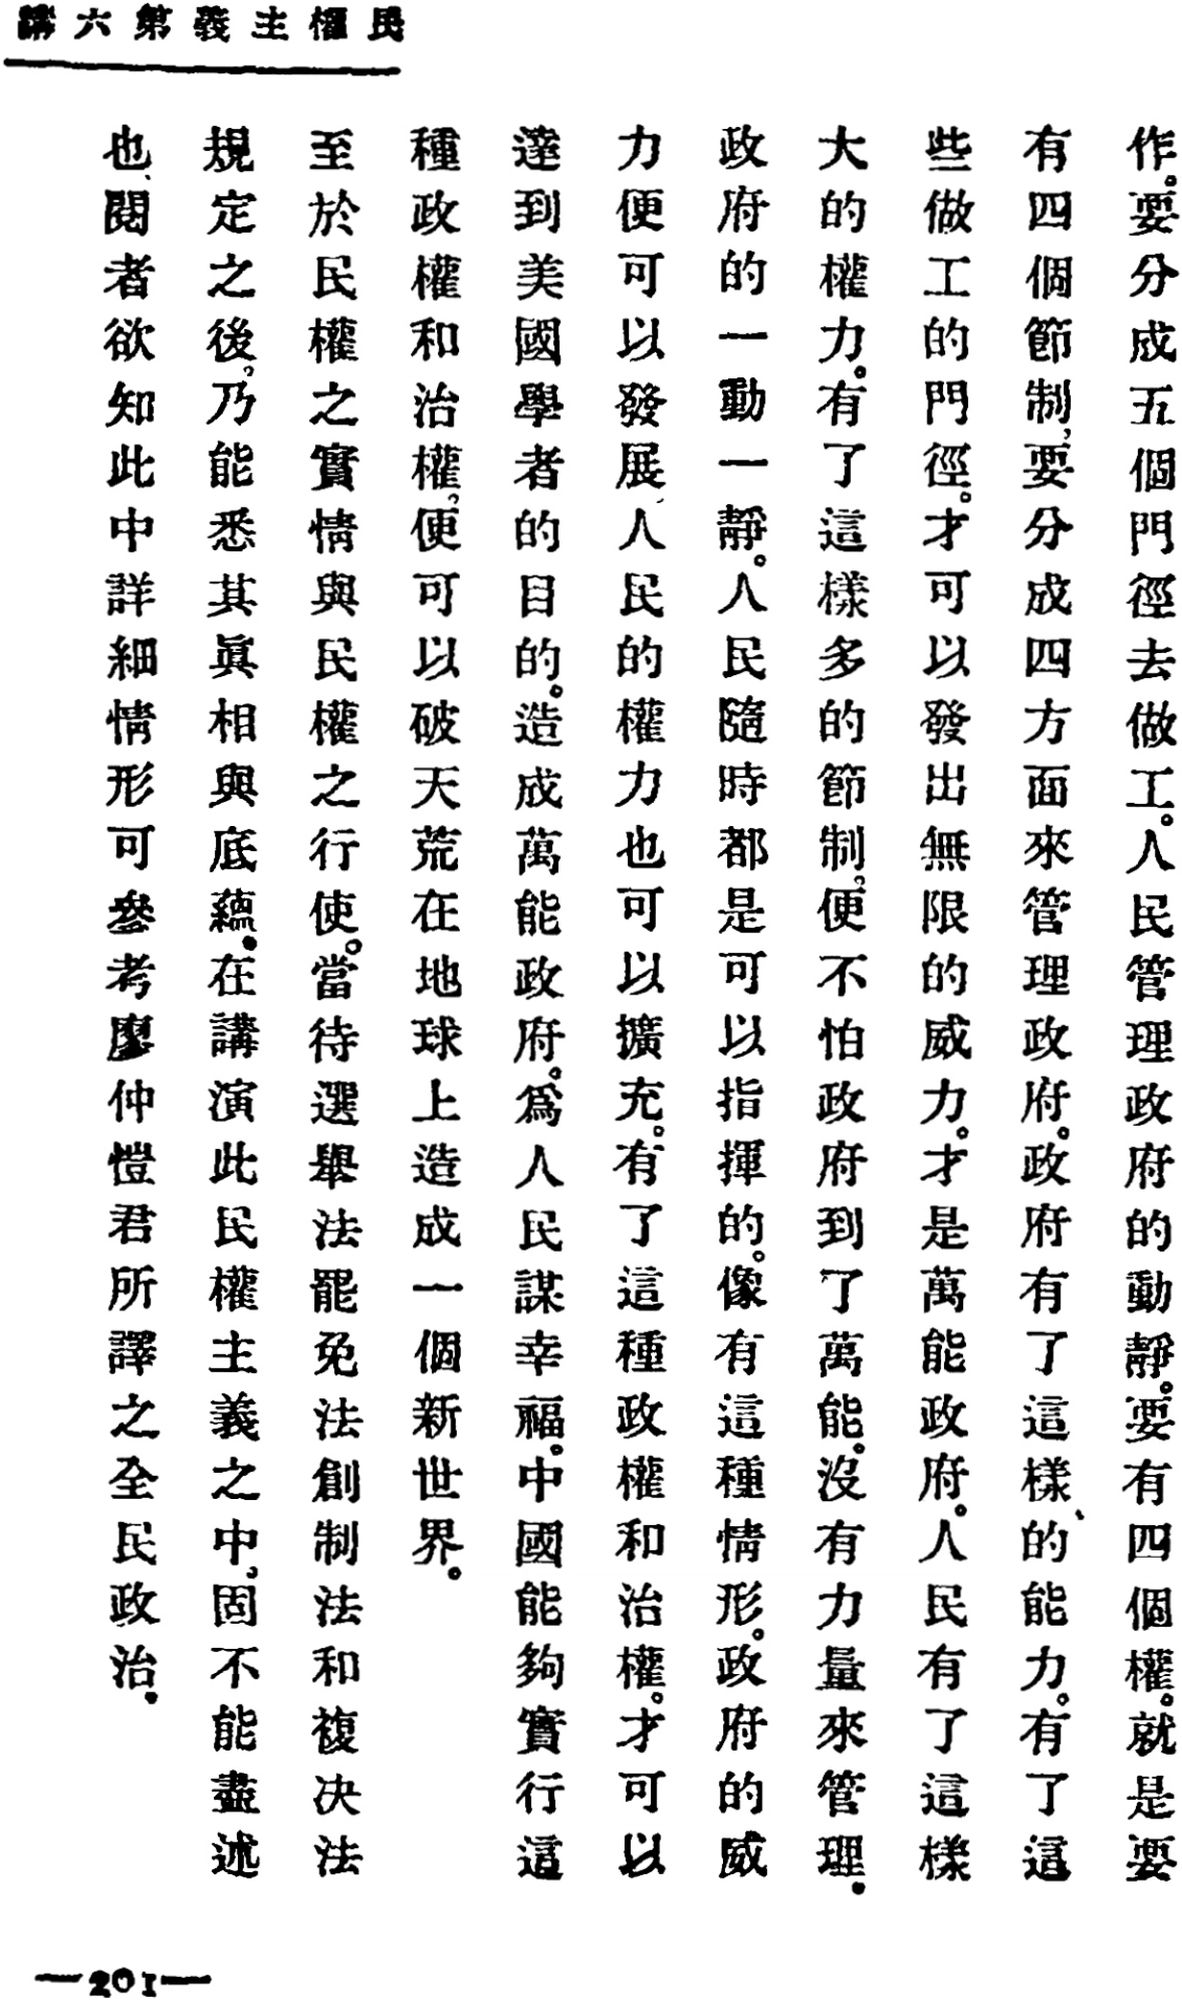 民權主義第六講
作。要分成五個門徑去做工。人民管理政府的動靜。要有四個權。就是要
有四個節制，要分成四方面來管理政府。政府有了這樣、的能力。有了這
些做工的門徑。才可以發出無限的威力。才是萬能政府。人民有了這樣
大的權力。有了這樣多的節制，便不怕政府到了萬能。沒有力量來管理。
政府的一動一靜。人民隨時都是可以指揮的。像有這種情形。政府的威
力便可以發展、人民的權力也可以擴充。有了這種政權和治權。才可以
達到美國學者的目的。造成萬能政府。爲人民謀幸福。中國能夠實行這
種政權和治權，便可以破天荒在地球上造成一個新世界。
至於民權之實情與民權之行使。當待選舉法罷免法創制法和複决法
規定之後，乃能悉其眞相與底蘊。在講演此民權主義之中，固不能盡述
也、閱者欲知此中詳細情形可參考廖仲愷君所譯之全民政治。
—201—